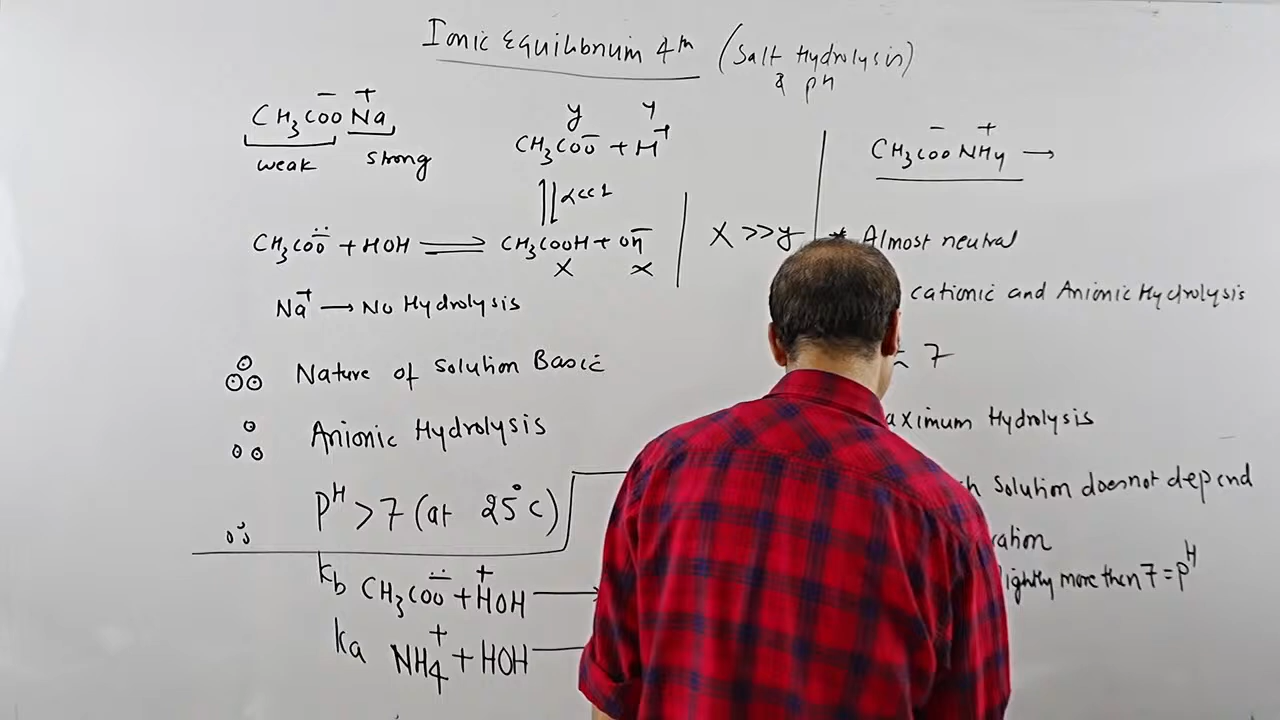 Ionic Equilibrium 4th (Salt Hydrolysis)
& pH
CH3COO⁻ Na⁺
weak strong
y y
CH3COO⁻ + H⁺
α<<1
CH3COO⁻ + HOH ⇌ CH3COOH + OH⁻
x x
Na⁺ → No Hydrolysis
Nature of Solution Basic
Anionic Hydrolysis
PH > 7 (at 25°C)
kb CH3COO⁻ + HOH →
ka NH4⁺ + HOH
X >> y
CH3COO⁻ NH4⁺ →
* Almost neutral
cationic and Anionic Hydrolysis
≈ 7
aximum Hydrolysis
h Solution doesnot depend
ration
lightly more then 7 = PH